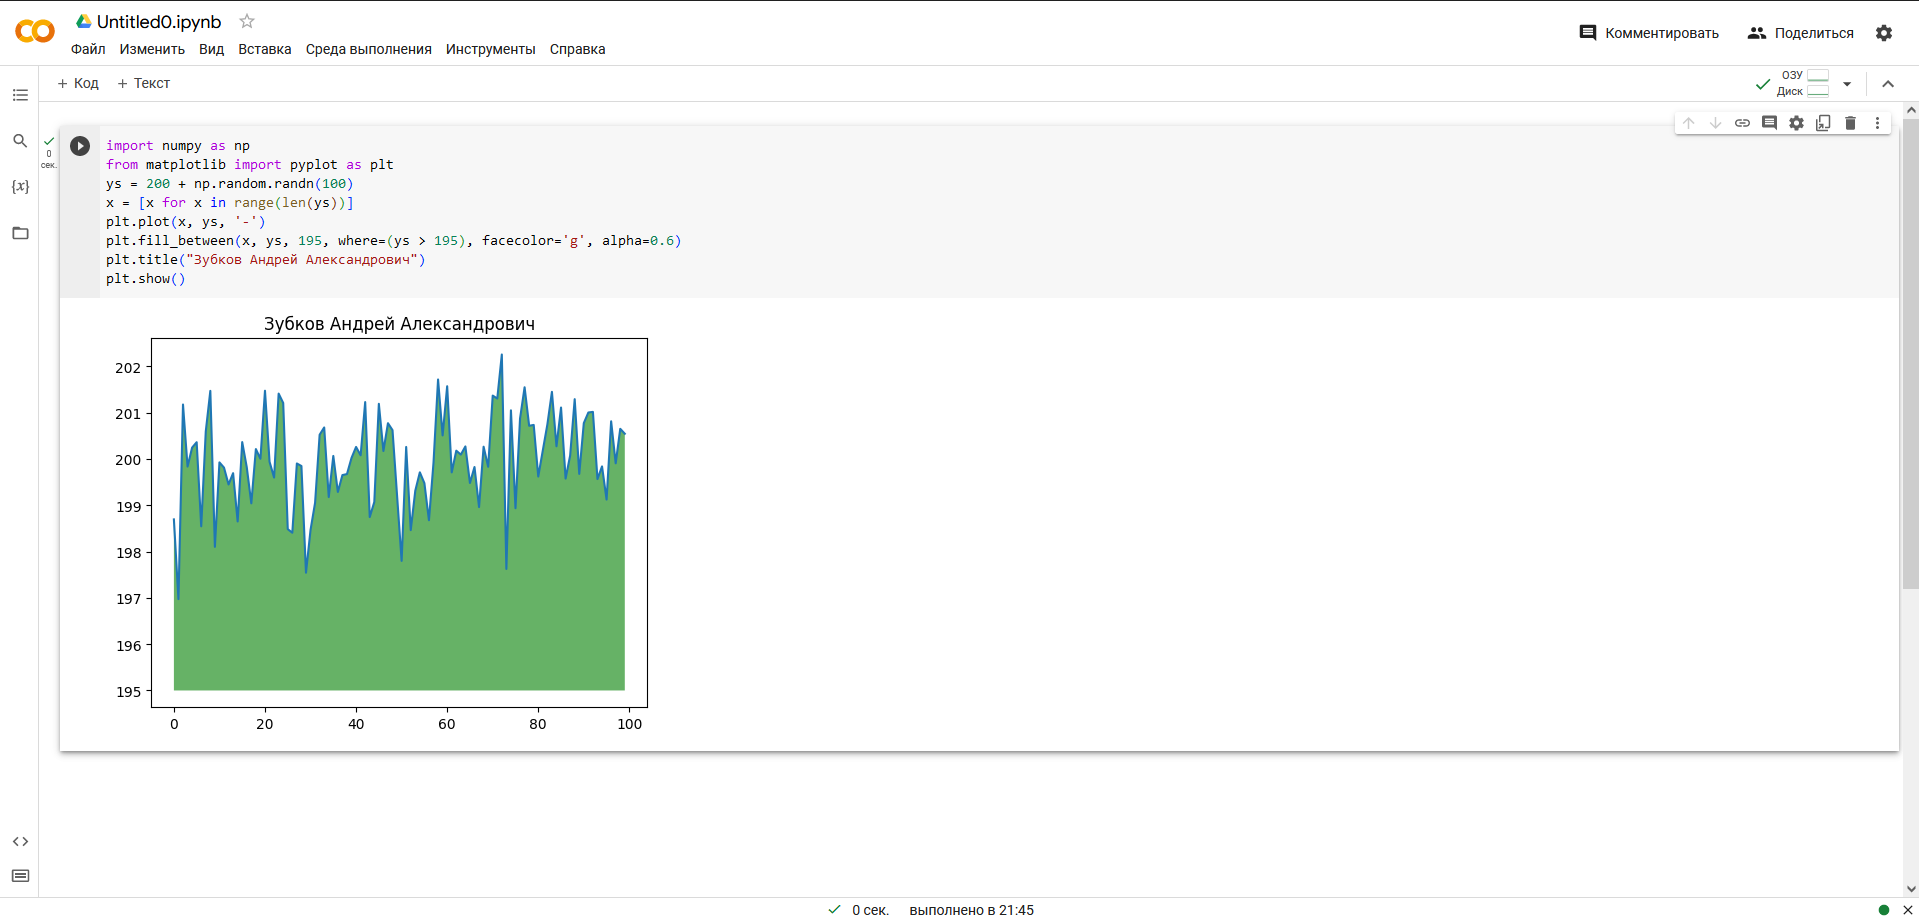 Untitled0.ipynb
Файл Изменить Вид Вставка Среда выполнения Инструменты Справка
Комментировать Поделиться
+ Код + Текст
ОЗУ
Диск
{x}
0
сек.
import numpy as np
from matplotlib import pyplot as plt
ys = 200 + np.random.randn(100)
x = [x for x in range(len(ys))]
plt.plot(x, ys, '-')
plt.fill_between(x, ys, 195, where=(ys > 195), facecolor='g', alpha=0.6)
plt.title("Зубков Андрей Александрович")
plt.show()
Зубков Андрей Александрович
202
201
200
199
198
197
196
195
0 20 40 60 80 100
0 сек. выполнено в 21:45